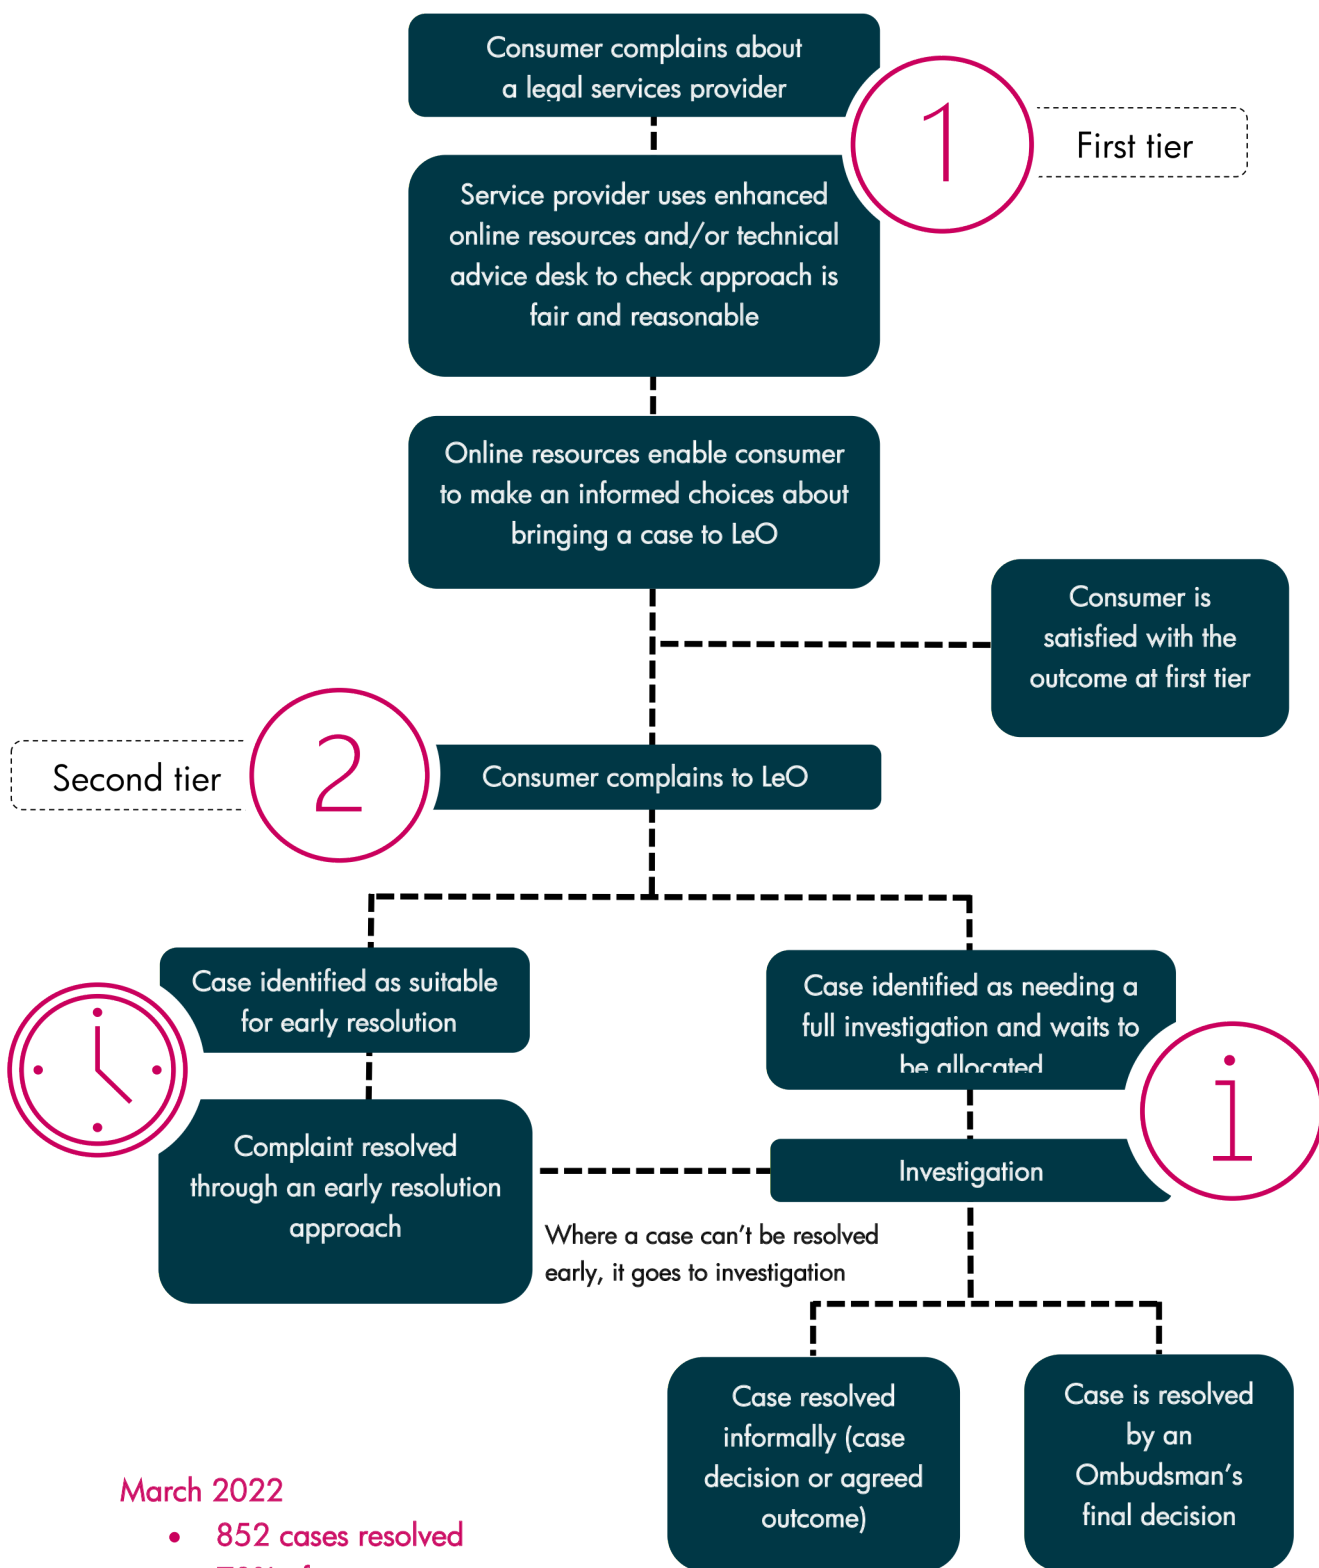 Consumer complains about
a legal services provider
1
First tier
Service provider uses enhanced
online resources and/or technical
advice desk to check approach is
fair and reasonable
Online resources enable consumer
to make an informed choices about
bringing a case to LeO
Consumer is
satisfied with the
outcome at first tier
Second tier
2
Consumer complains to LeO
Case identified as suitable
for early resolution
Case identified as needing a
full investigation and waits to
be allocated
i
Complaint resolved
through an early resolution
approach
Investigation
Where a case can't be resolved
early, it goes to investigation
Case resolved
informally (case
decision or agreed
outcome)
Case is resolved
by an
Ombudsman's
final decision
March 2022
• 852 cases resolved